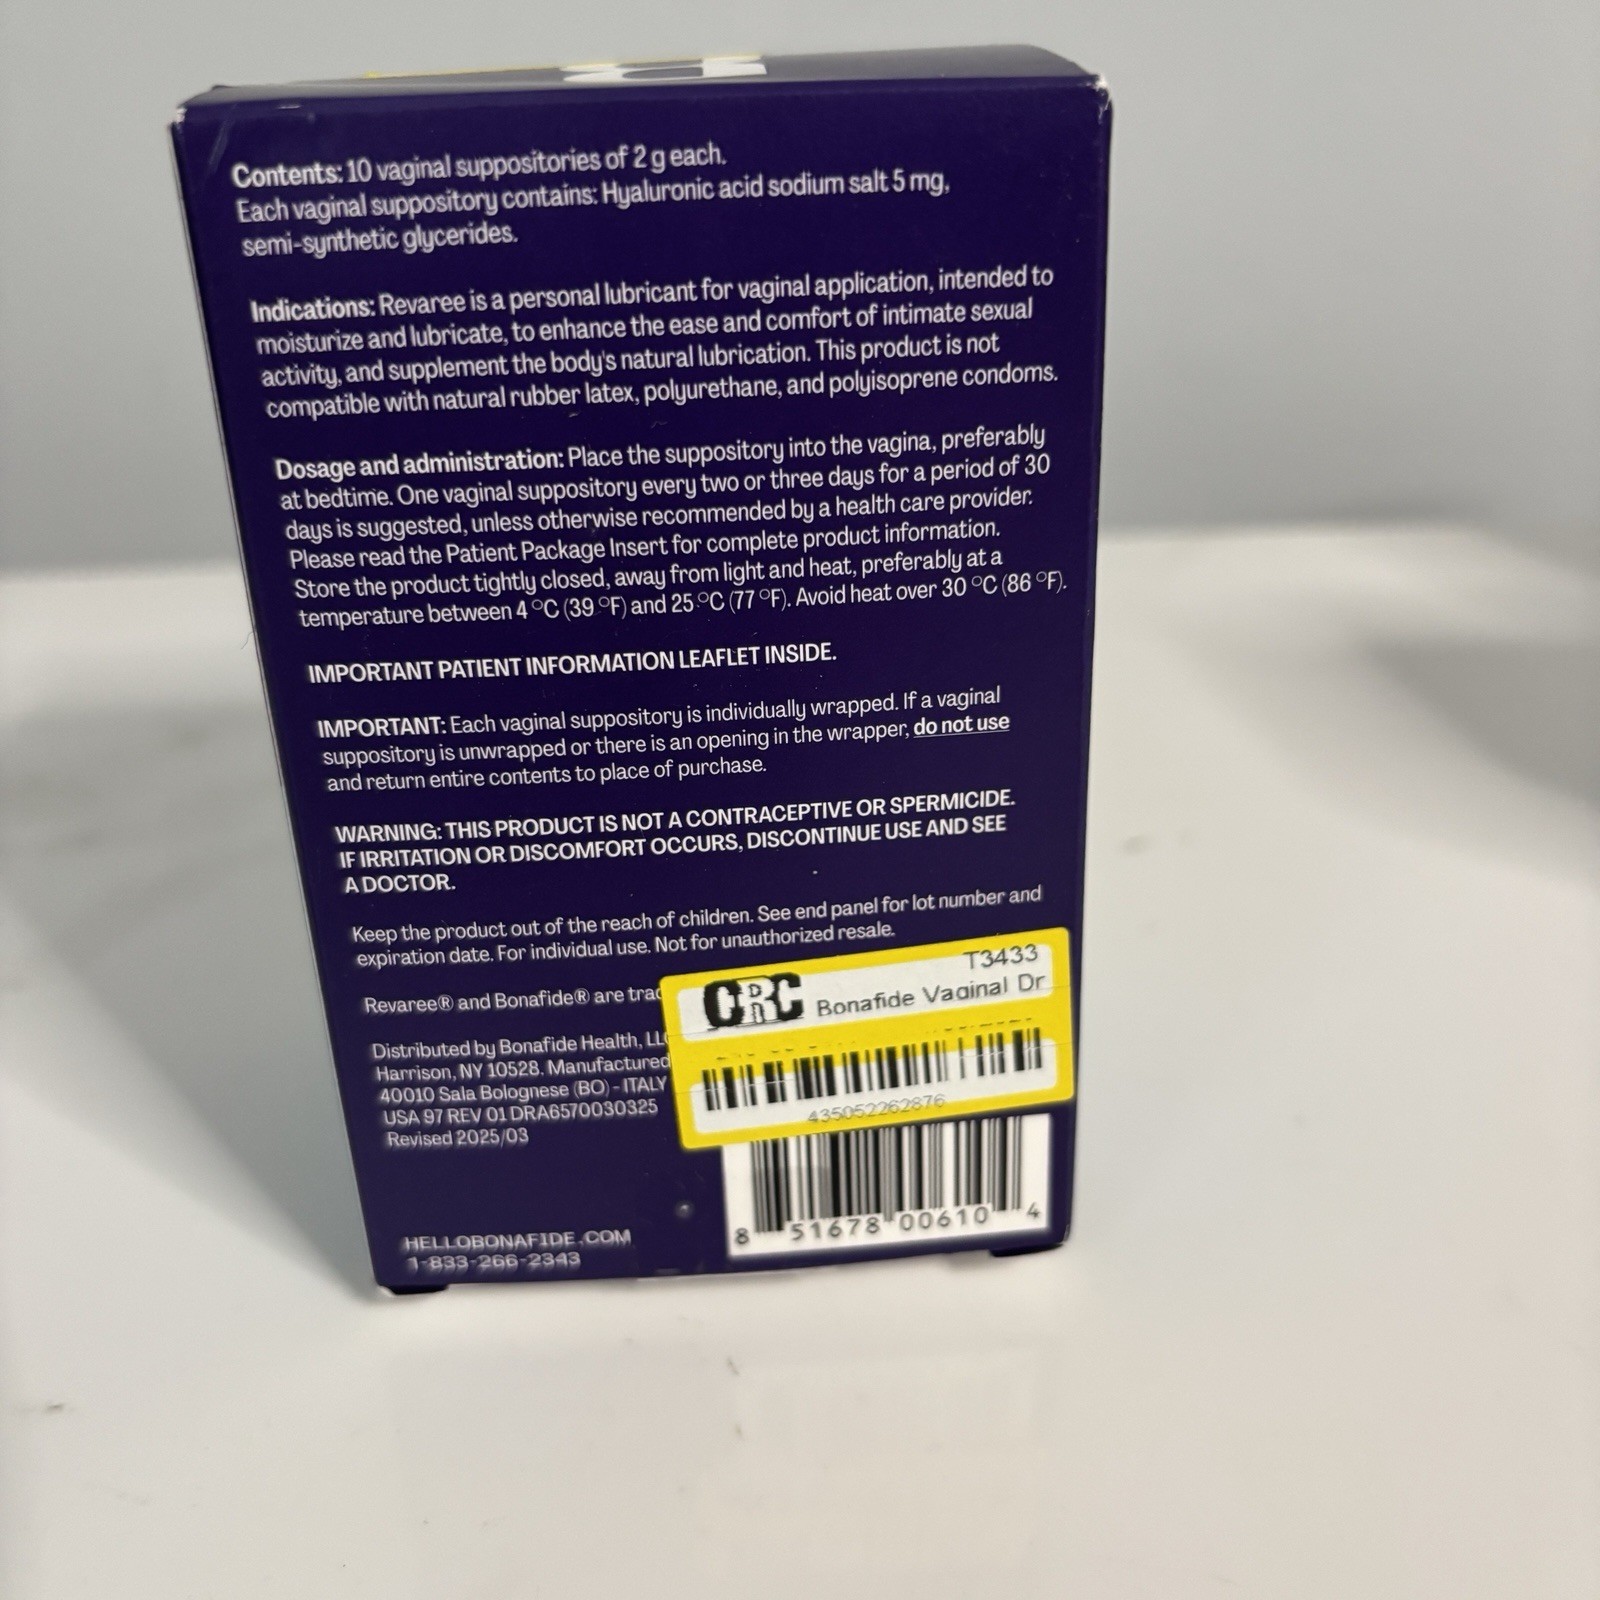 Contents: 10 vaginal suppositories of 2 g each.
Each vaginal suppository contains: Hyaluronic acid sodium salt 5 mg,
semi-synthetic glycerides.
Indications: Revaree is a personal lubricant for vaginal application, intended to
moisturize and lubricate, to enhance the ease and comfort of intimate sexual
activity, and supplement the body's natural lubrication. This product is not
compatible with natural rubber latex, polyurethane, and polyisoprene condoms.
Dosage and administration: Place the suppository into the vagina, preferably
at bedtime. One vaginal suppository every two or three days for a period of 30
days is suggested, unless otherwise recommended by a health care provider.
Please read the Patient Package Insert for complete product information.
Store the product tightly closed, away from light and heat, preferably at a
temperature between 4 °C (39 °F) and 25 °C (77 °F). Avoid heat over 30 °C (86 °F).
IMPORTANT PATIENT INFORMATION LEAFLET INSIDE.
IMPORTANT: Each vaginal suppository is individually wrapped. If a vaginal
suppository is unwrapped or there is an opening in the wrapper, do not use
and return entire contents to place of purchase.
WARNING: THIS PRODUCT IS NOT A CONTRACEPTIVE OR SPERMICIDE.
IF IRRITATION OR DISCOMFORT OCCURS, DISCONTINUE USE AND SEE
A DOCTOR.
Keep the product out of the reach of children. See end panel for lot number and
expiration date. For individual use. Not for unauthorized resale.
Revaree® and Bonafide® are
Distributed by Bonafide Health,
Harrison, NY 10528. Manufactured
40010 Sala Bolognese (BO) - ITALY
USA 97 REV 01 DRA6570030325
Revised 2025/03
HELLOBONAFIDE.COM
1-833-266-2343
T3433
CRC Bonafide Vaginal Dr
435052262876
8 51678 00610 4